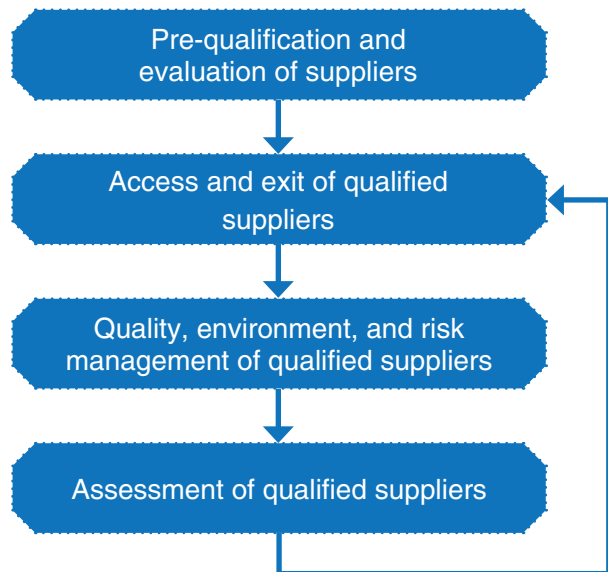 Pre-qualification and
evaluation of suppliers
Access and exit of qualified
suppliers
Quality, environment, and risk
management of qualified suppliers
Assessment of qualified suppliers